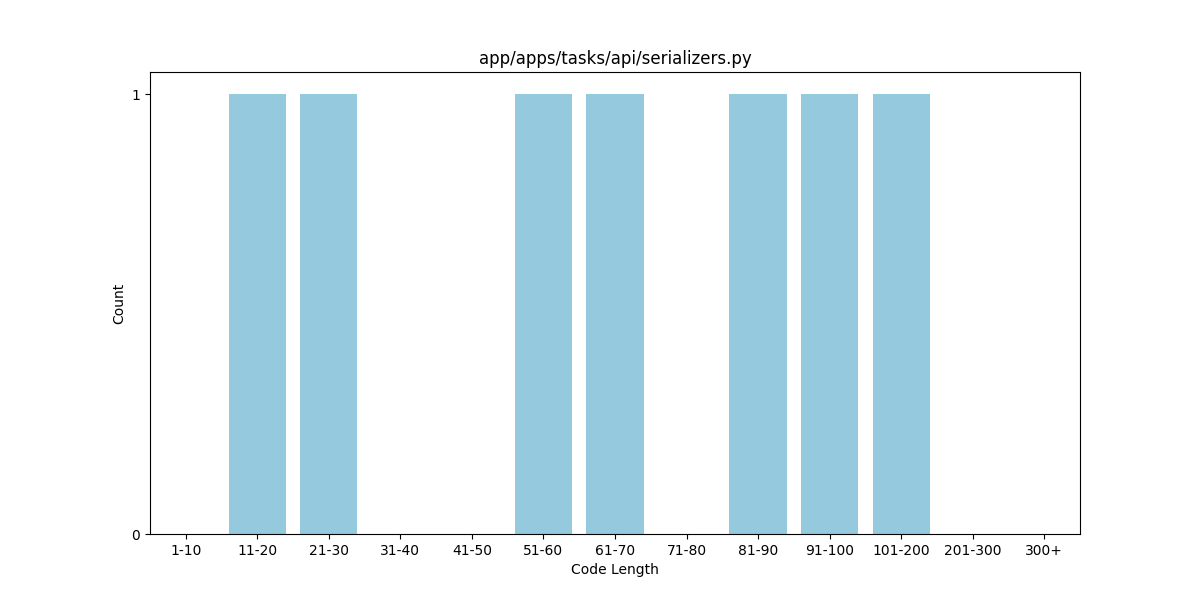 app/apps/tasks/api/serializers.py
1
Count
0
1-10 11-20 21-30 31-40 41-50 51-60 61-70 71-80 81-90 91-100 101-200 201-300 300+
Code Length